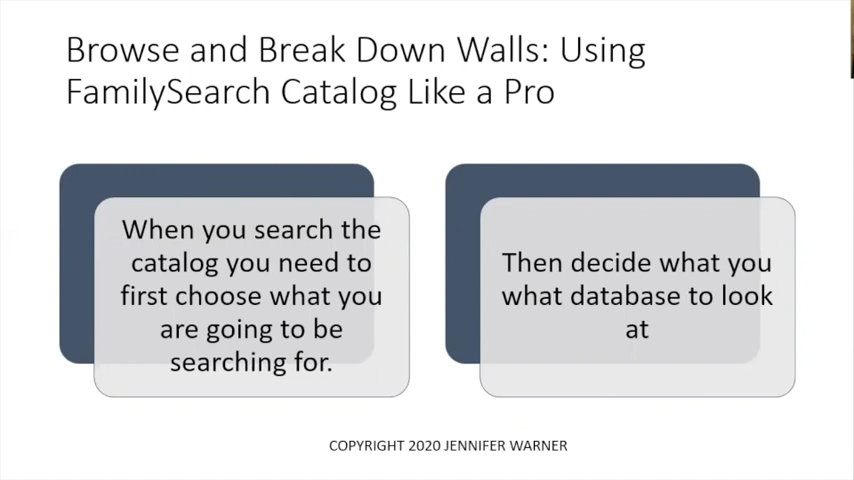 Browse and Break Down Walls: Using
FamilySearch Catalog Like a Pro
When you search the
catalog you need to
first choose what you
are going to be
searching for.
Then decide what you
what database to look
at
COPYRIGHT 2020 JENNIFER WARNER